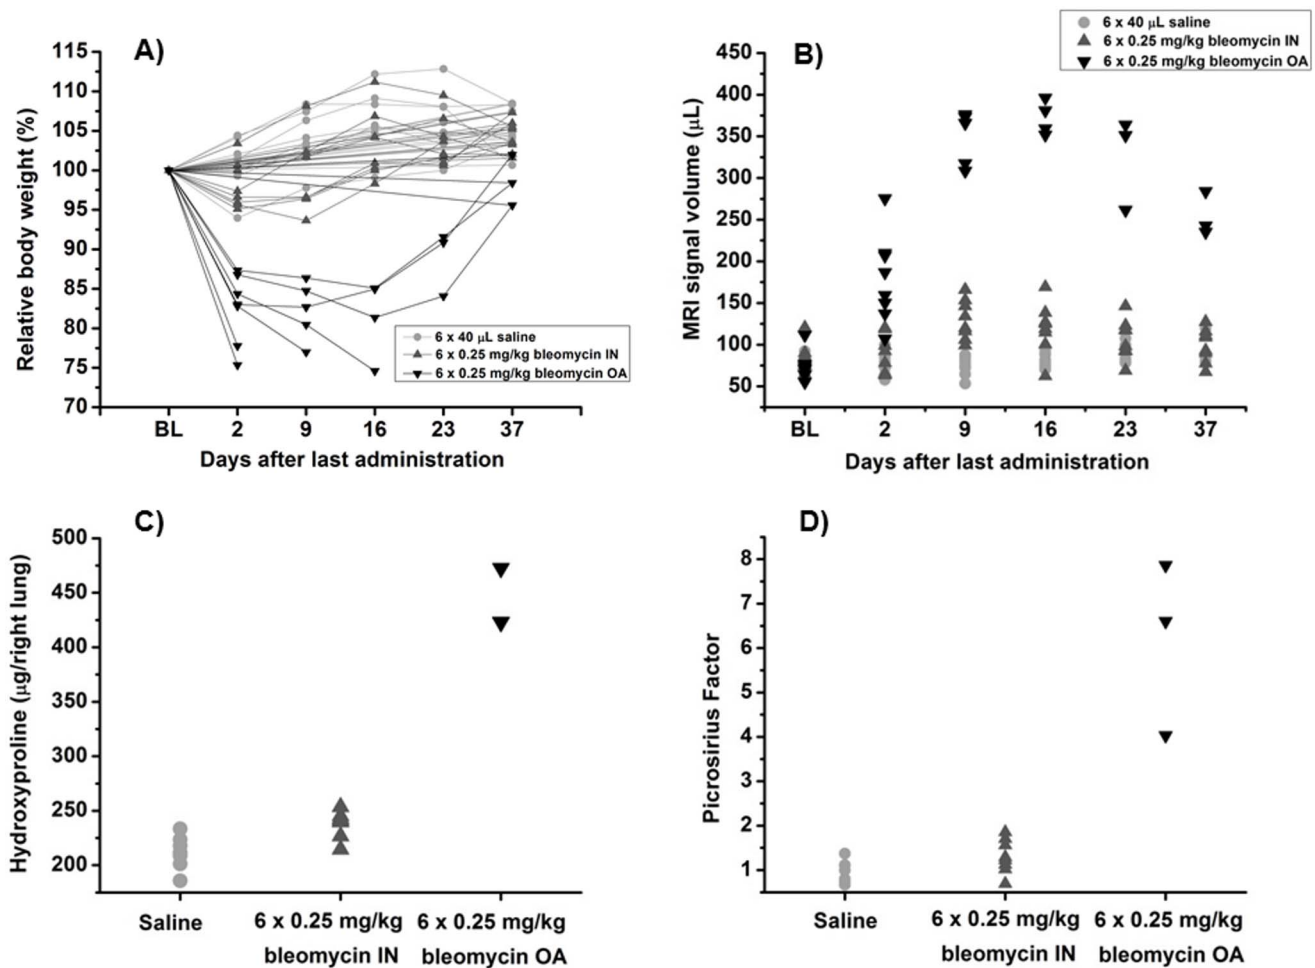 A)
115
110
105
100
95
90
85
80
75
70
Relative body weight (%)
6 x 40 μL saline
6 x 0.25 mg/kg bleomycin IN
6 x 0.25 mg/kg bleomycin OA
BL 2 9 16 23 37
Days after last administration
B)
6 x 40 μL saline
6 x 0.25 mg/kg bleomycin IN
6 x 0.25 mg/kg bleomycin OA
450
400
350
300
250
200
150
100
50
MRI signal volume (μL)
BL 2 9 16 23 37
Days after last administration
C)
500
450
400
350
300
250
200
Hydroxyproline (μg/right lung)
Saline
6 x 0.25 mg/kg
bleomycin IN
6 x 0.25 mg/kg
bleomycin OA
D)
8
7
6
5
4
3
2
1
Picrosirius Factor
Saline
6 x 0.25 mg/kg
bleomycin IN
6 x 0.25 mg/kg
bleomycin OA